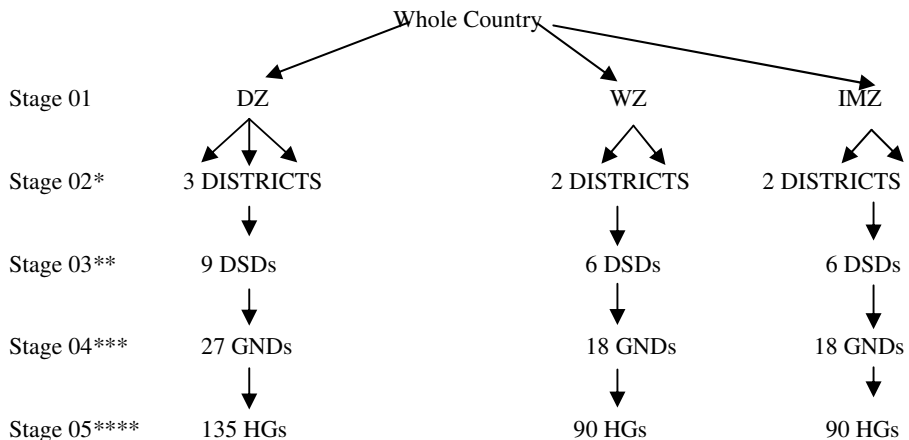 Whole Country
Stage 01 DZ WZ IMZ
Stage 02* 3 DISTRICTS 2 DISTRICTS 2 DISTRICTS
Stage 03** 9 DSDs 6 DSDs 6 DSDs
Stage 04*** 27 GNDs 18 GNDs 18 GNDs
Stage 05**** 135 HGs 90 HGs 90 HGs